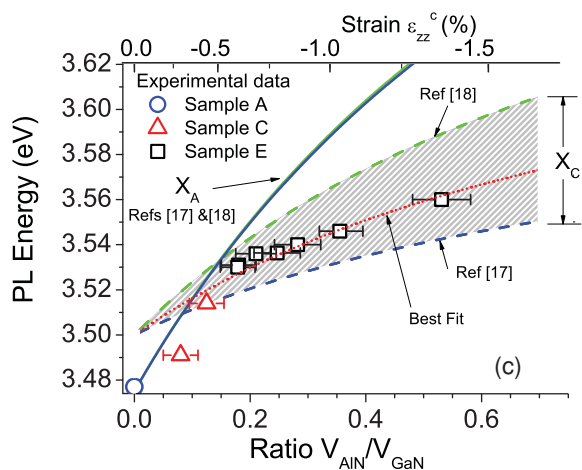 Strain ε_zz^c (%)
0.0 -0.5 -1.0 -1.5
3.62
3.60
3.58
3.56
3.54
3.52
3.50
3.48
PL Energy (eV)
Experimental data
Sample A
Sample C
Sample E
X_A
Refs [17] &[18]
Ref [18]
X_C
Ref [17]
Best Fit
(c)
0.0 0.2 0.4 0.6
Ratio V_AlN/V_GaN